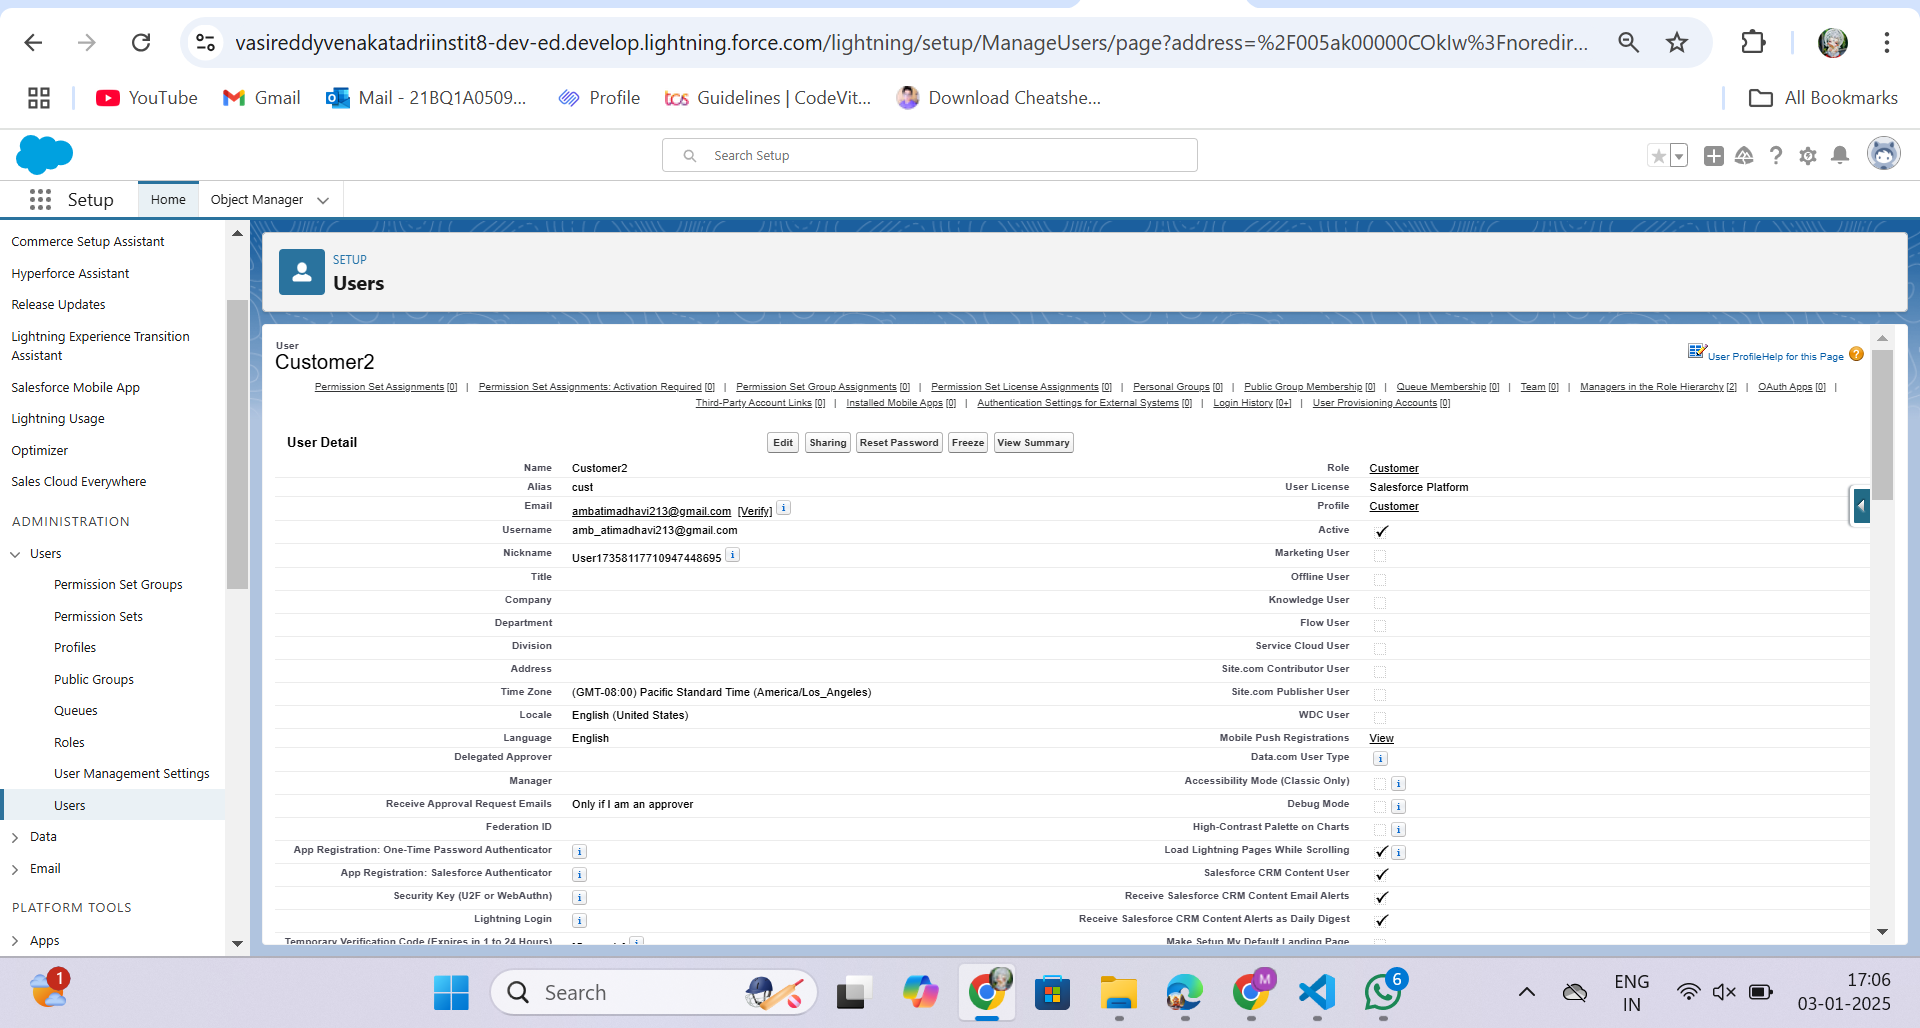 vasireddyvenakatadriinstit8-dev-ed.develop.lightning.force.com/lightning/setup/ManageUsers/page?address=%2F005ak00000COkIw%3Fnoredir...
YouTube Gmail Mail - 21BQ1A0509... Profile tcs Guidelines | CodeVit... Download Cheatshe... All Bookmarks
Search Setup
Setup Home Object Manager
Commerce Setup Assistant
Hyperforce Assistant
Release Updates
Lightning Experience Transition
Assistant
Salesforce Mobile App
Lightning Usage
Optimizer
Sales Cloud Everywhere
ADMINISTRATION
Users
Permission Set Groups
Permission Sets
Profiles
Public Groups
Queues
Roles
User Management Settings
Users
Data
Email
PLATFORM TOOLS
Apps
SETUP
Users
User
Customer2
User Profile Help for this Page ?
Permission Set Assignments [0] | Permission Set Assignments: Activation Required [0] | Permission Set Group Assignments [0] | Permission Set License Assignments [0] | Personal Groups [0] | Public Group Membership [0] | Queue Membership [0] | Team [0] | Managers in the Role Hierarchy [2] | OAuth Apps [0] |
Third-Party Account Links [0] | Installed Mobile Apps [0] | Authentication Settings for External Systems [0] | Login History [0+] | User Provisioning Accounts [0]
User Detail Edit Sharing Reset Password Freeze View Summary
Name Customer2 Role Customer
Alias cust User License Salesforce Platform
Email ambatimadhavi213@gmail.com [Verify] i Profile Customer
Username amb_atimadhavi213@gmail.com Active
Nickname User17358117710947448695 i Marketing User
Title Offline User
Company Knowledge User
Department Flow User
Division Service Cloud User
Address Site.com Contributor User
Time Zone (GMT-08:00) Pacific Standard Time (America/Los_Angeles) Site.com Publisher User
Locale English (United States) WDC User
Language English Mobile Push Registrations View
Delegated Approver Data.com User Type i
Manager Accessibility Mode (Classic Only) i
Receive Approval Request Emails Only if I am an approver Debug Mode i
Federation ID High-Contrast Palette on Charts i
App Registration: One-Time Password Authenticator i Load Lightning Pages While Scrolling i
App Registration: Salesforce Authenticator i Salesforce CRM Content User
Security Key (U2F or WebAuthn) i Receive Salesforce CRM Content Email Alerts
Lightning Login i Receive Salesforce CRM Content Alerts as Daily Digest
Temporary Verification Code (Expires in 1 to 24 Hours) i Make Setup My Default Landing Page
1 Search M 6 ENG 17:06
IN 03-01-2025